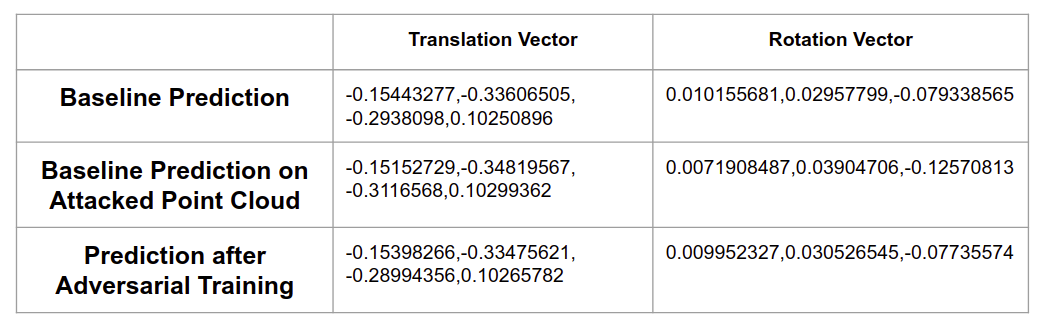 Translation Vector
Rotation Vector
Baseline Prediction
-0.15443277,-0.33606505,
-0.2938098,0.10250896
0.010155681,0.02957799,-0.079338565
Baseline Prediction on
Attacked Point Cloud
-0.15152729,-0.34819567,
-0.3116568,0.10299362
0.0071908487,0.03904706,-0.12570813
Prediction after
Adversarial Training
-0.15398266,-0.33475621,
-0.28994356,0.10265782
0.009952327,0.030526545,-0.07735574